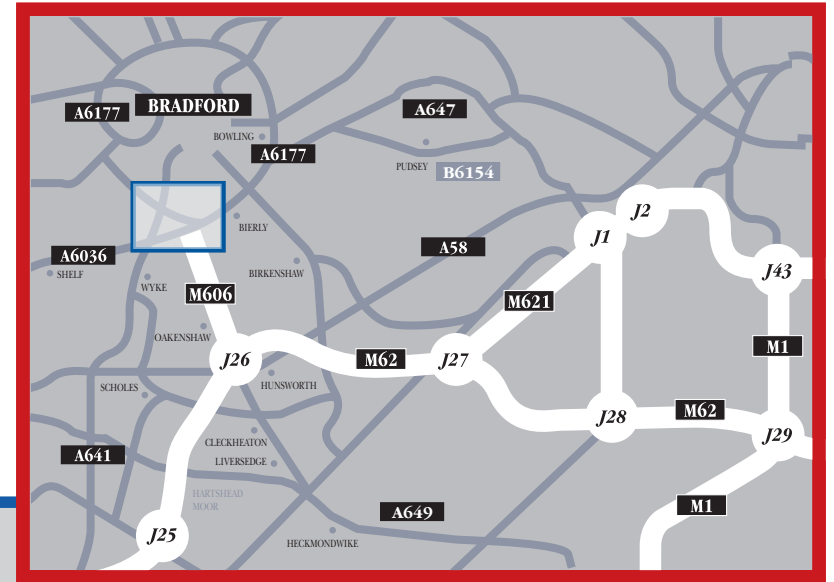 A6177
BRADFORD
A647
BOWLING
A6177
PUDSEY
B6154
J2
BIERLY
J1
A6036
A58
SHELF
BIRKENSHAW
J43
WYKE
M606
M621
OAKENSHAW
M1
J26
M62
J27
HUNSWORTH
SCHOLES
J28
M62
J29
CLECKHEATON
A641
LIVERSEDGE
HARTSHEAD
MOOR
M1
A649
J25
HECKMONDWIKE